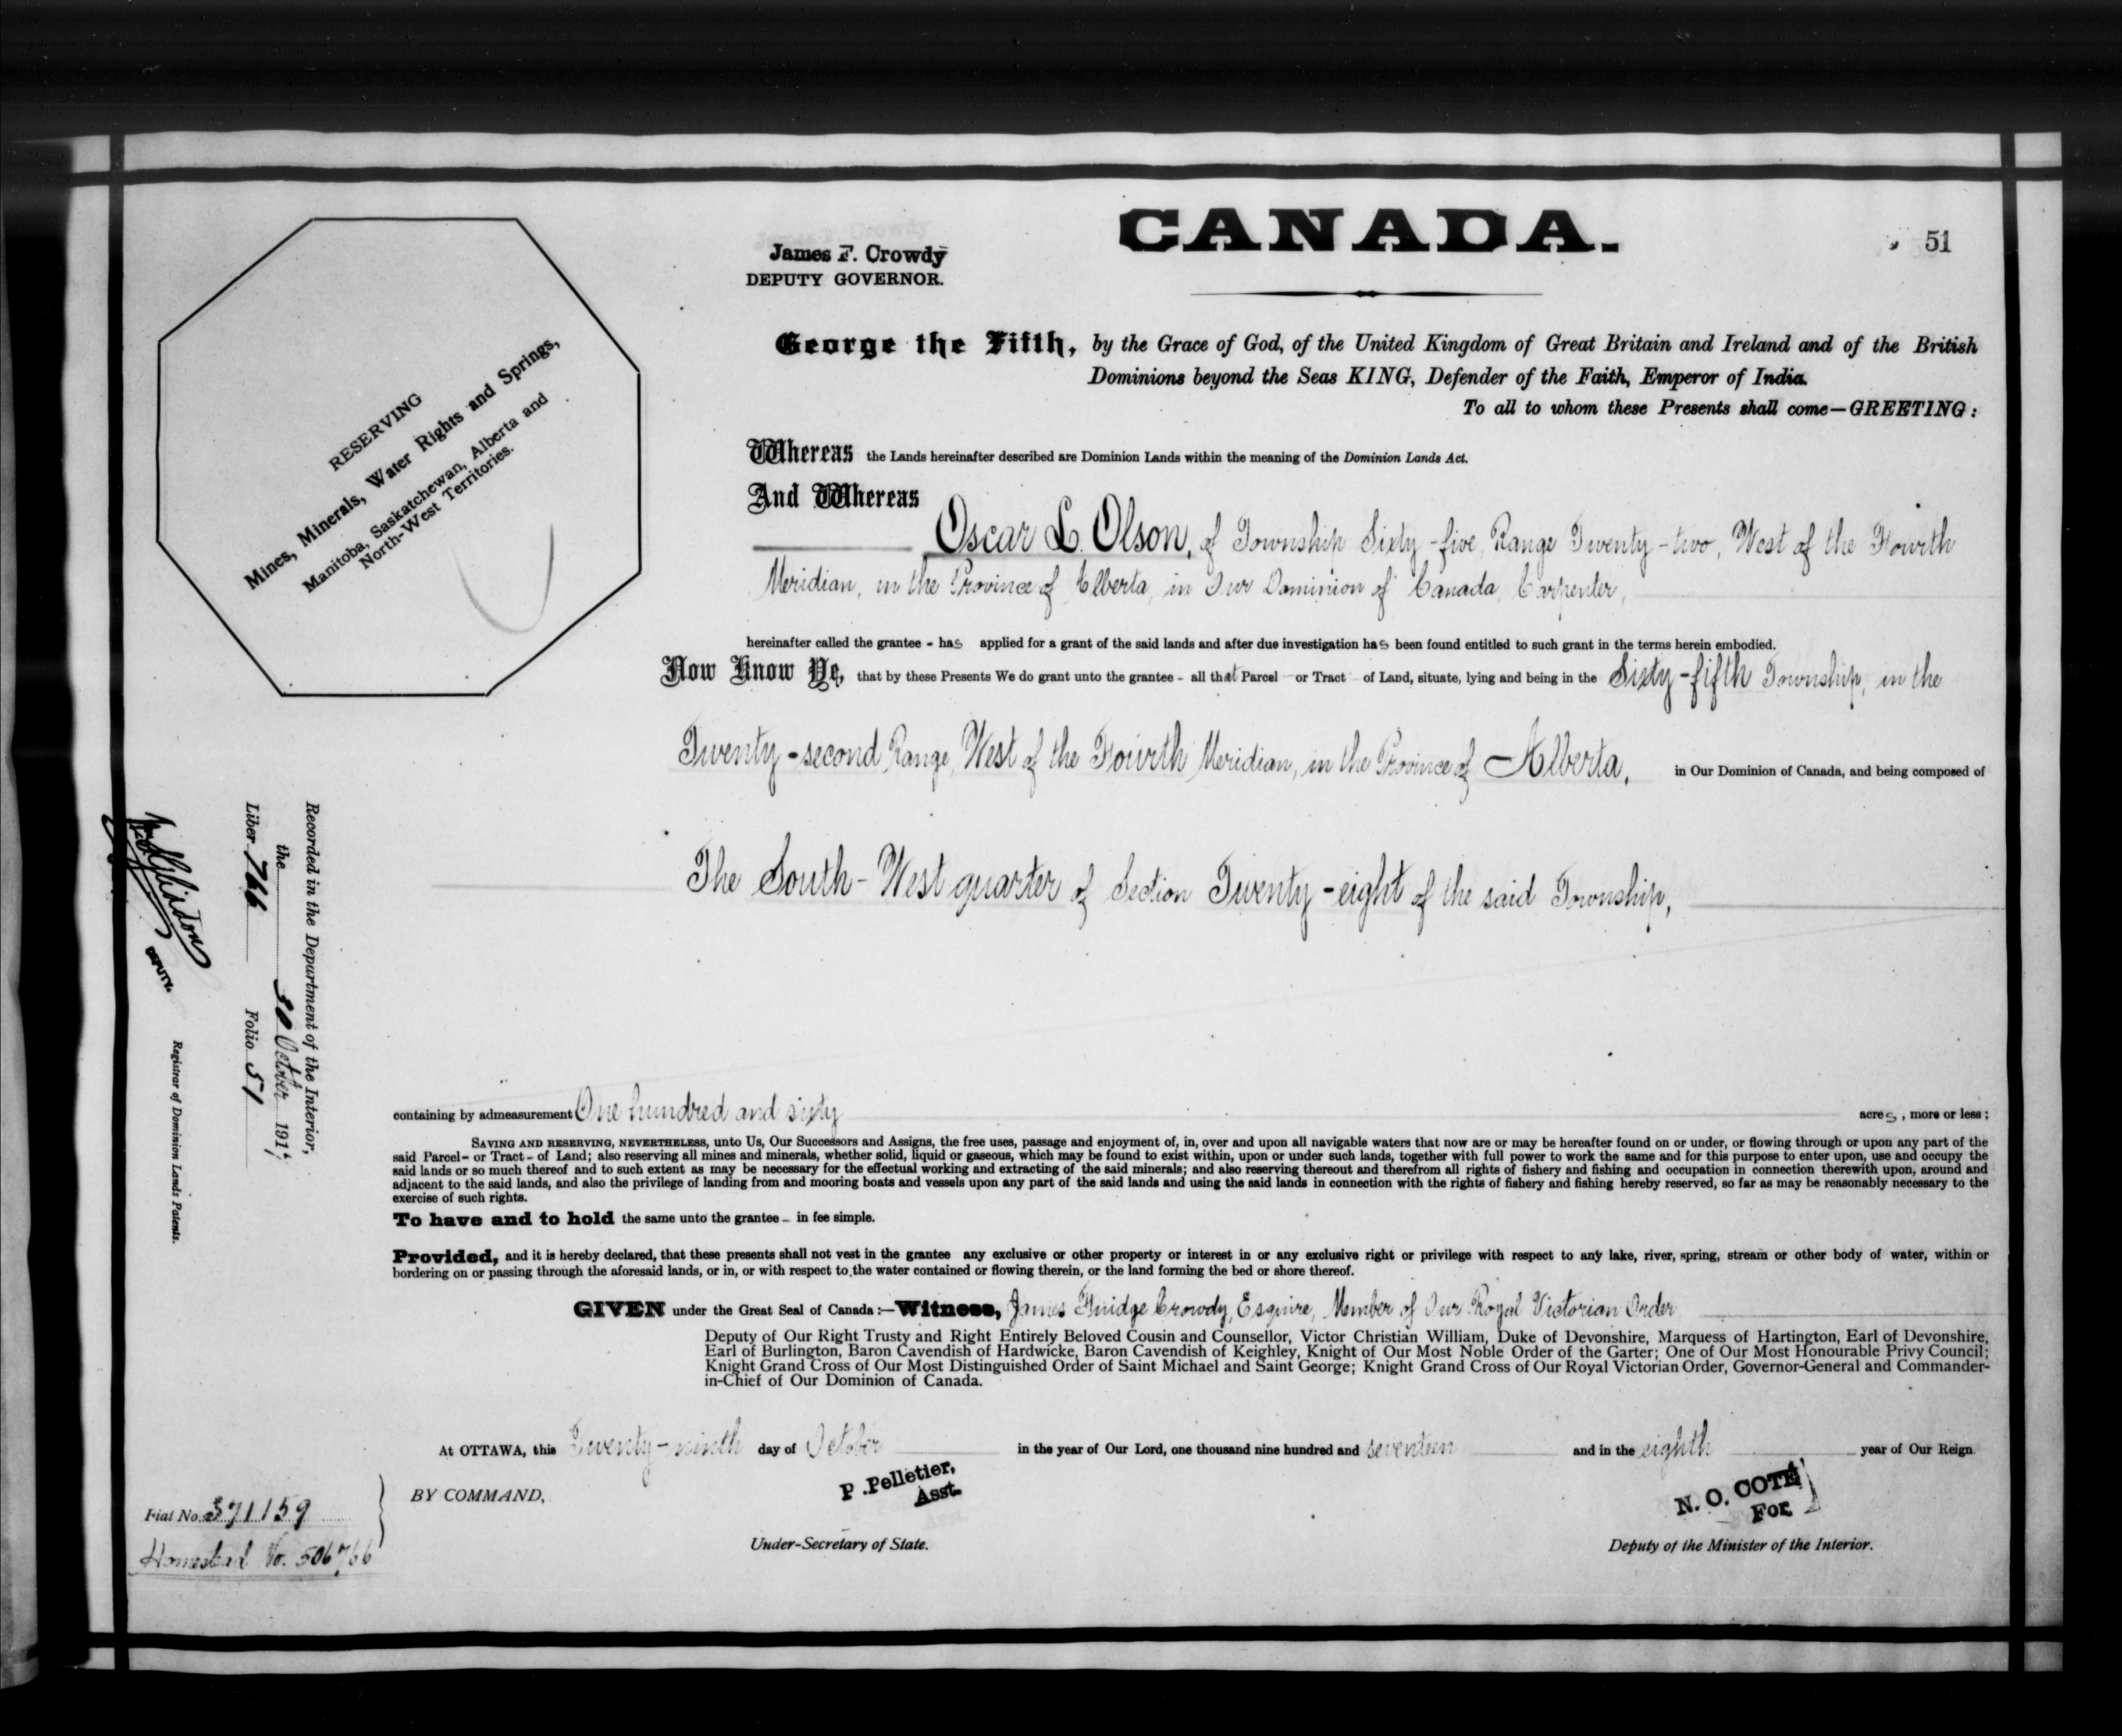 CANADA.
51
James F. Crowdy
DEPUTY GOVERNOR.
RESERVING
Mines, Minerals, Water Rights and Springs,
Manitoba, Saskatchewan, Alberta and
North-West Territories.
George the Fifth, by the Grace of God, of the United Kingdom of Great Britain and Ireland and of the British
Dominions beyond the Seas KING, Defender of the Faith, Emperor of India.
To all to whom these Presents shall come—GREETING:
Whereas the Lands hereinafter described are Dominion Lands within the meaning of the Dominion Lands Act.
And Whereas
Oscar L. Olson, of Township Sixty-five, Range Twenty-two, West of the Fourth
Meridian, in the Province of Alberta, in Our Dominion of Canada, Carpenter,
hereinafter called the grantee - has applied for a grant of the said lands and after due investigation has been found entitled to such grant in the terms herein embodied.
Now Know Ye, that by these Presents We do grant unto the grantee - all that Parcel - or Tract - of Land, situate, lying and being in the Sixty-fifth Township, in the
Twenty-second Range, West of the Fourth Meridian, in the Province of Alberta, in Our Dominion of Canada, and being composed of
The South-West quarter of Section Twenty-eight of the said Township,
Recorded in the Department of the Interior,
the 30 October 1917
Liber 766 Folio 51
DEPUTY.
Registrar of Dominion Lands Patents.
containing by admeasurement One hundred and sixty acres, more or less;
SAVING AND RESERVING, NEVERTHELESS, unto Us, Our Successors and Assigns, the free uses, passage and enjoyment of, in, over and upon all navigable waters that now are or may be hereafter found on or under, or flowing through or upon any part of the
said Parcel - or Tract - of Land; also reserving all mines and minerals, whether solid, liquid or gaseous, which may be found to exist within, upon or under such lands, together with full power to work the same and for this purpose to enter upon, use and occupy the
said lands or so much thereof and to such extent as may be necessary for the effectual working and extracting of the said minerals; and also reserving thereout and therefrom all rights of fishery and fishing and occupation in connection therewith upon, around and
adjacent to the said lands, and also the privilege of landing from and mooring boats and vessels upon any part of the said lands and using the said lands in connection with the rights of fishery and fishing hereby reserved, so far as may be reasonably necessary to the
exercise of such rights.
To have and to hold the same unto the grantee - in fee simple.
Provided, and it is hereby declared, that these presents shall not vest in the grantee any exclusive or other property or interest in or any exclusive right or privilege with respect to any lake, river, spring, stream or other body of water, within or
bordering on or passing through the aforesaid lands, or in, or with respect to the water contained or flowing therein, or the land forming the bed or shore thereof.
GIVEN under the Great Seal of Canada:—Witness, James Fluidge Crowdy, Esquire, Member of Our Royal Victorian Order
Deputy of Our Right Trusty and Right Entirely Beloved Cousin and Counsellor, Victor Christian William, Duke of Devonshire, Marquess of Hartington, Earl of Devonshire,
Earl of Burlington, Baron Cavendish of Hardwicke, Baron Cavendish of Keighley, Knight of Our Most Noble Order of the Garter; One of Our Most Honourable Privy Council;
Knight Grand Cross of Our Most Distinguished Order of Saint Michael and Saint George; Knight Grand Cross of Our Royal Victorian Order, Governor-General and Commander-
in-Chief of Our Dominion of Canada.
At OTTAWA, this Twenty-ninth day of October in the year of Our Lord, one thousand nine hundred and seventeen and in the eighth year of Our Reign
BY COMMAND,
P. Pelletier,
Asst.
Under-Secretary of State.
N. O. COTÉ
For
Deputy of the Minister of the Interior.
Fiat No. 371159
Homestead No. 506766